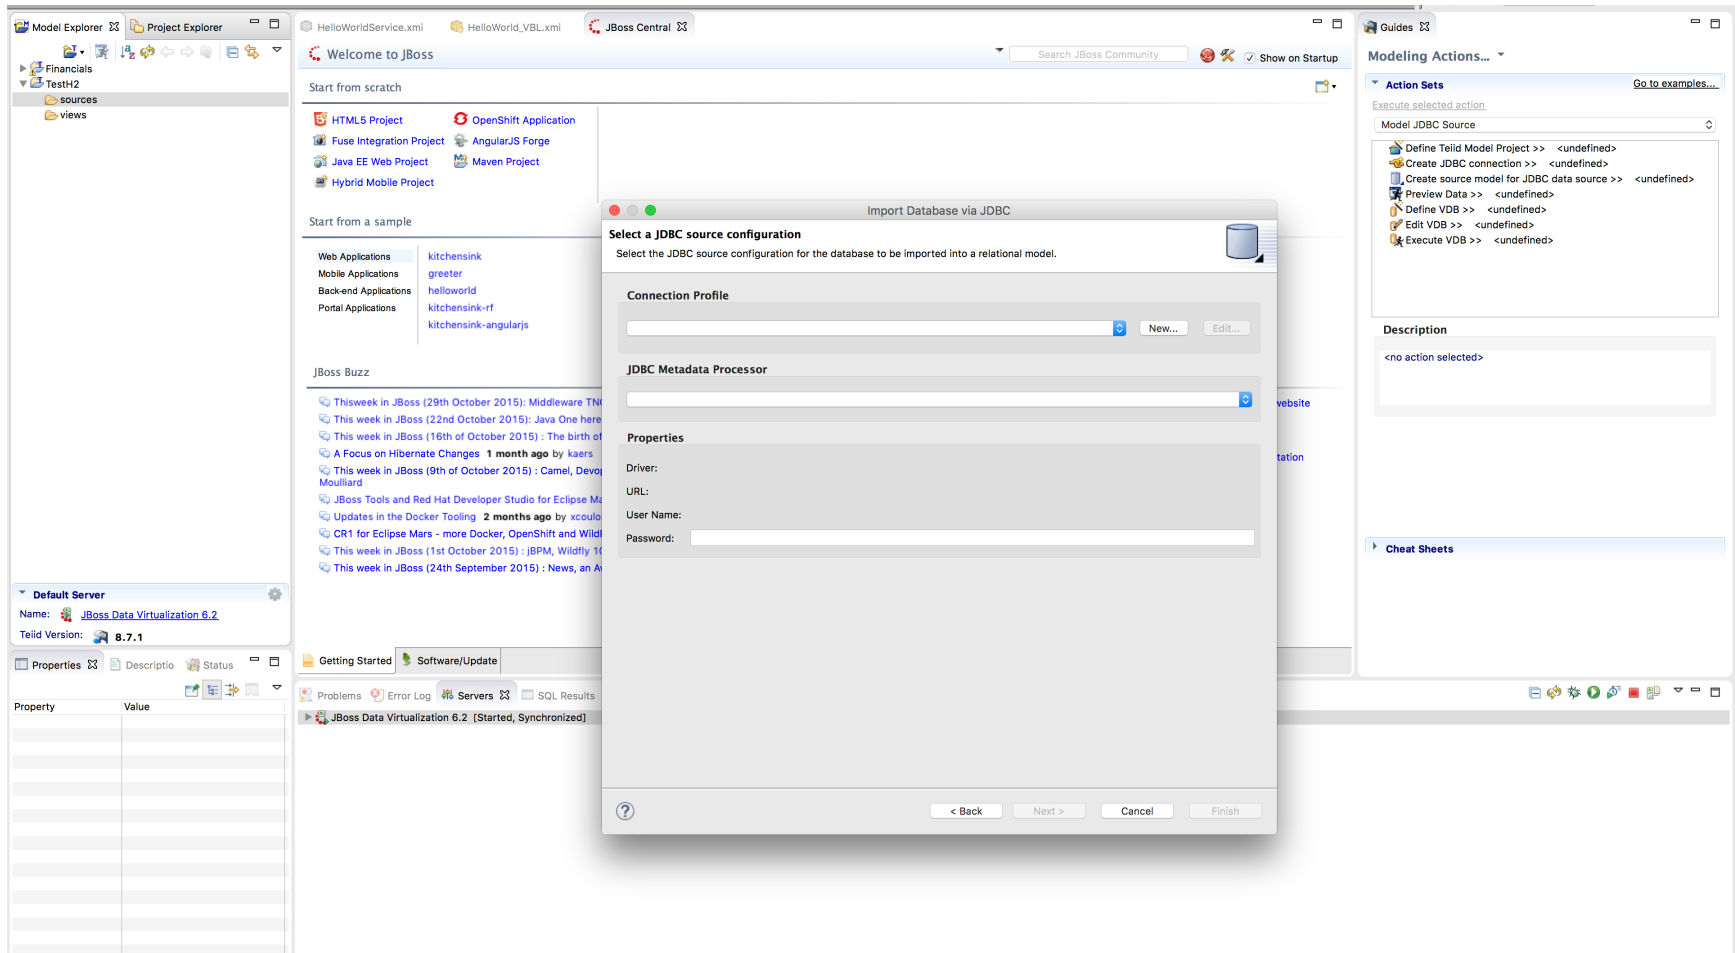 Model Explorer
Project Explorer
Financials
TestH2
sources
views
Default Server
Name: JBoss Data Virtualization 6.2
Teiid Version: 8.7.1
Properties
Descriptio
Status
Property Value
HelloWorldService.xmi
HelloWorld_VBL.xmi
JBoss Central
Welcome to JBoss
Search JBoss Community
Show on Startup
Start from scratch
HTML5 Project
OpenShift Application
Fuse Integration Project
AngularJS Forge
Java EE Web Project
Maven Project
Hybrid Mobile Project
Start from a sample
Web Applications
Mobile Applications
Back-end Applications
Portal Applications
kitchensink
greeter
helloworld
kitchensink-rf
kitchensink-angularjs
JBoss Buzz
Thisweek in JBoss (29th October 2015): Middleware TN
This week in JBoss (22nd October 2015): Java One here
This week in JBoss (16th of October 2015) : The birth of
A Focus on Hibernate Changes 1 month ago by kaers
This week in JBoss (9th of October 2015) : Camel, Devo
Moulliard
JBoss Tools and Red Hat Developer Studio for Eclipse Ma
Updates in the Docker Tooling 2 months ago by xcoulo
CR1 for Eclipse Mars - more Docker, OpenShift and Wildf
This week in JBoss (1st October 2015) : jBPM, Wildfly 10
This week in JBoss (24th September 2015) : News, an A
website
tation
Getting Started
Software/Update
Import Database via JDBC
Select a JDBC source configuration
Select the JDBC source configuration for the database to be imported into a relational model.
Connection Profile
New...
Edit...
JDBC Metadata Processor
Properties
Driver:
URL:
User Name:
Password:
?
< Back
Next >
Cancel
Finish
Problems
Error Log
Servers
SQL Results
JBoss Data Virtualization 6.2 [Started, Synchronized]
Guides
Modeling Actions...
Action Sets
Go to examples...
Execute selected action
Model JDBC Source
Define Teiid Model Project >> <undefined>
Create JDBC connection >> <undefined>
Create source model for JDBC data source >> <undefined>
Preview Data >> <undefined>
Define VDB >> <undefined>
Edit VDB >> <undefined>
Execute VDB >> <undefined>
Description
<no action selected>
Cheat Sheets